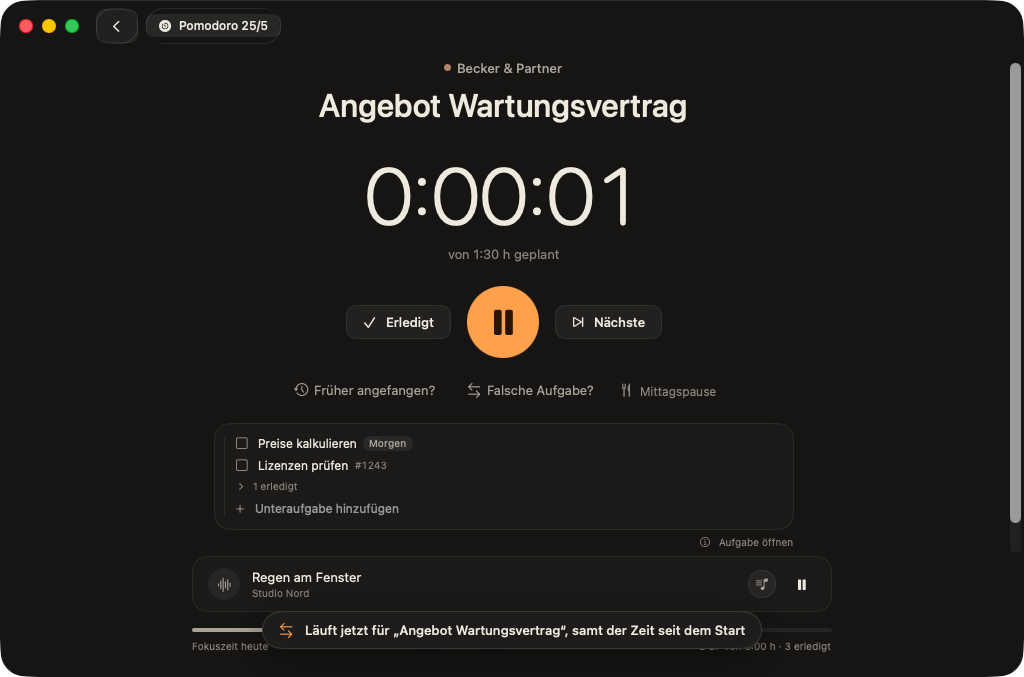 Pomodoro 25/5
Becker & Partner
Angebot Wartungsvertrag
0:00:01
von 1:30 h geplant
Erledigt
Nächste
Früher angefangen?
Falsche Aufgabe?
Mittagspause
Preise kalkulieren Morgen
Lizenzen prüfen #1243
1 erledigt
Unteraufgabe hinzufügen
Aufgabe öffnen
Regen am Fenster
Studio Nord
Läuft jetzt für „Angebot Wartungsvertrag“, samt der Zeit seit dem Start
Fokuszeit heute
h · 3 erledigt